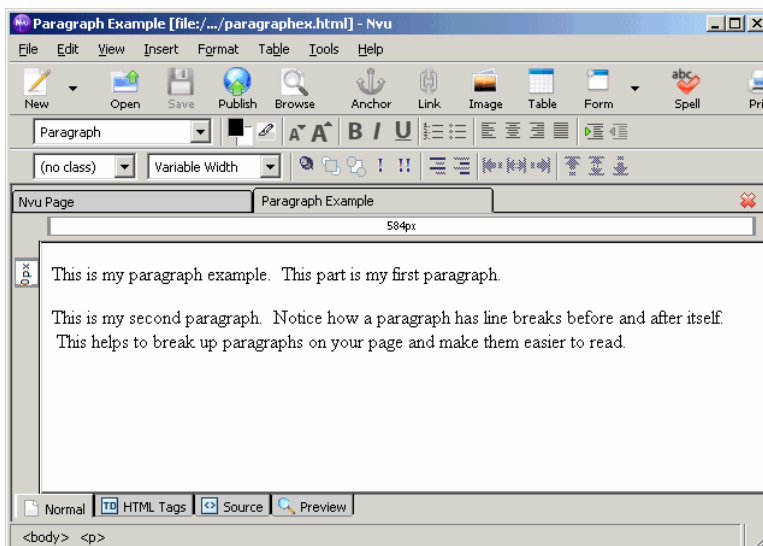 Paragraph Example [file:/.../paragraphex.html] - Nvu
File Edit View Insert Format Table Tools Help
abc
New Open Save Publish Browse Anchor Link Image Table Form Spell Pri
Paragraph A A B I U
(no class) Variable Width ! !!
Nvu Page Paragraph Example
584px
0px
This is my paragraph example.  This part is my first paragraph.
This is my second paragraph.  Notice how a paragraph has line breaks before and after itself.
This helps to break up paragraphs on your page and make them easier to read.
Normal TD HTML Tags <> Source Preview
<body> <p>